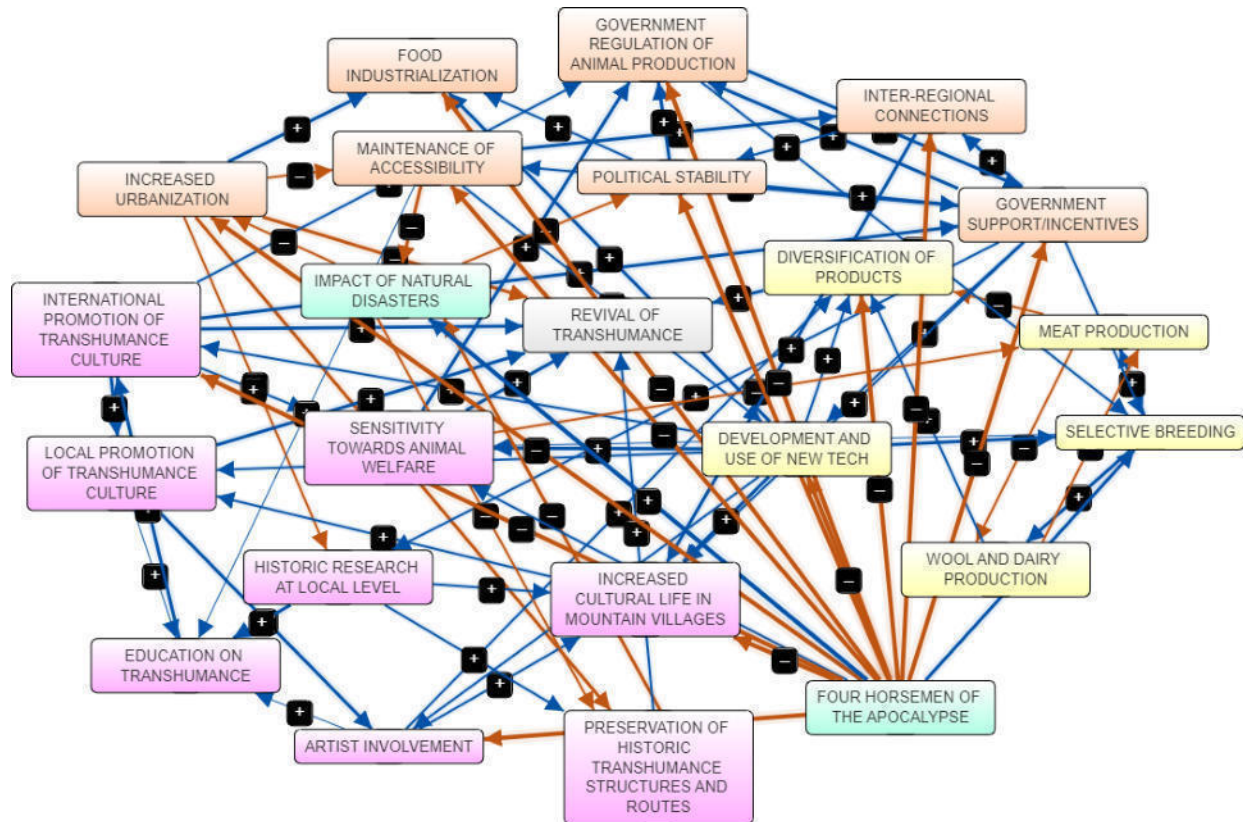 GOVERNMENT
REGULATION OF
ANIMAL PRODUCTION
FOOD
INDUSTRIALIZATION
INTER-REGIONAL
CONNECTIONS
MAINTENANCE OF
ACCESSIBILITY
INCREASED
URBANIZATION
POLITICAL STABILITY
GOVERNMENT
SUPPORT/INCENTIVES
DIVERSIFICATION OF
PRODUCTS
IMPACT OF NATURAL
DISASTERS
INTERNATIONAL
PROMOTION OF
TRANSHUMANCE
CULTURE
REVIVAL OF
TRANSHUMANCE
MEAT PRODUCTION
SENSITIVITY
TOWARDS ANIMAL
WELFARE
DEVELOPMENT AND
USE OF NEW TECH
SELECTIVE BREEDING
LOCAL PROMOTION
OF TRANSHUMANCE
CULTURE
WOOL AND DAIRY
PRODUCTION
HISTORIC RESEARCH
AT LOCAL LEVEL
INCREASED
CULTURAL LIFE IN
MOUNTAIN VILLAGES
EDUCATION ON
TRANSHUMANCE
FOUR HORSEMEN OF
THE APOCALYPSE
ARTIST INVOLVEMENT
PRESERVATION OF
HISTORIC
TRANSHUMANCE
STRUCTURES AND
ROUTES